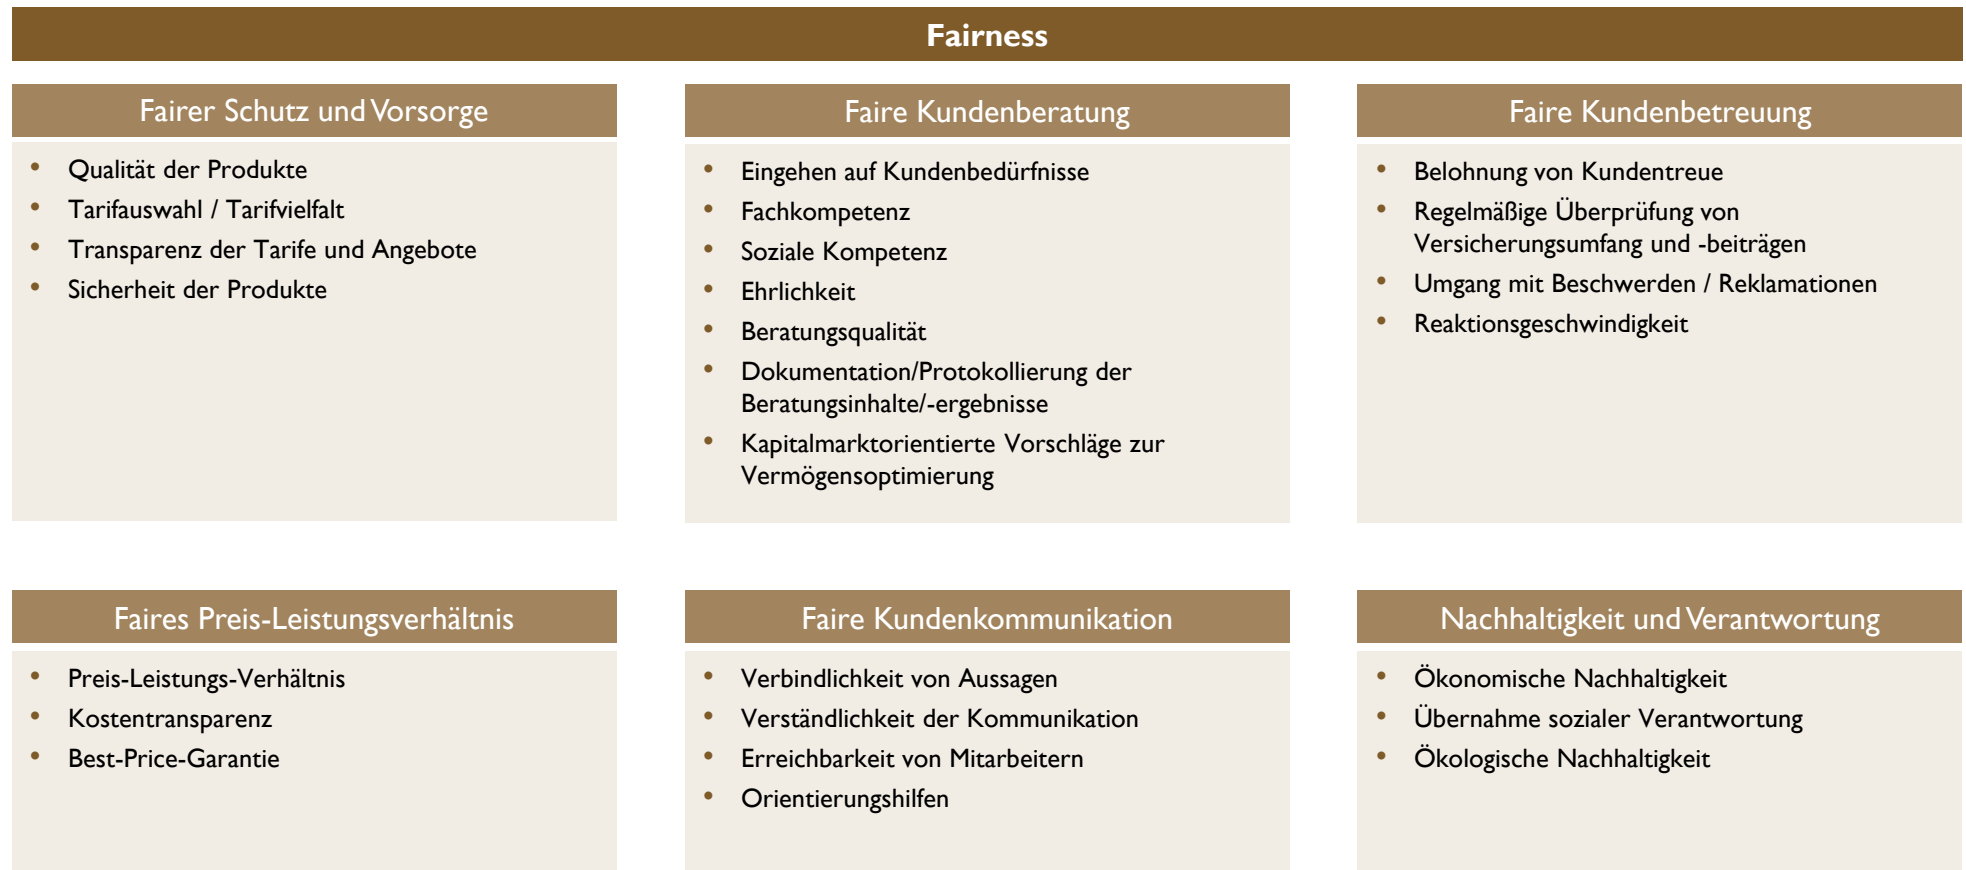 Fairness
Fairer Schutz und Vorsorge
• Qualität der Produkte
• Tarifauswahl / Tarifvielfalt
• Transparenz der Tarife und Angebote
• Sicherheit der Produkte
Faire Kundenberatung
• Eingehen auf Kundenbedürfnisse
• Fachkompetenz
• Soziale Kompetenz
• Ehrlichkeit
• Beratungsqualität
• Dokumentation/Protokollierung der
Beratungsinhalte/-ergebnisse
• Kapitalmarktorientierte Vorschläge zur
Vermögensoptimierung
Faire Kundenbetreuung
• Belohnung von Kundentreue
• Regelmäßige Überprüfung von
Versicherungsumfang und -beiträgen
• Umgang mit Beschwerden / Reklamationen
• Reaktionsgeschwindigkeit
Faires Preis-Leistungsverhältnis
• Preis-Leistungs-Verhältnis
• Kostentransparenz
• Best-Price-Garantie
Faire Kundenkommunikation
• Verbindlichkeit von Aussagen
• Verständlichkeit der Kommunikation
• Erreichbarkeit von Mitarbeitern
• Orientierungshilfen
Nachhaltigkeit und Verantwortung
• Ökonomische Nachhaltigkeit
• Übernahme sozialer Verantwortung
• Ökologische Nachhaltigkeit